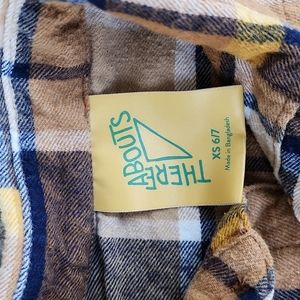 THERE
ABOUTS
XS 6/7
Made in Bangladesh